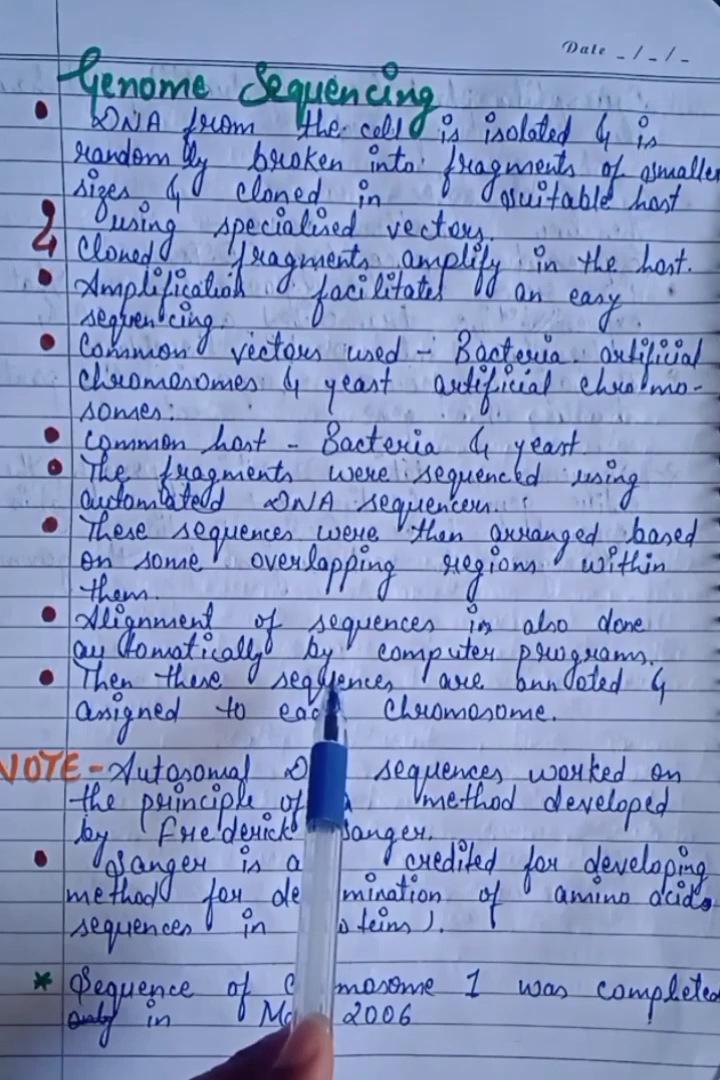 Date _/_/_
Genome Sequencing
DNA from the cell is isolated & is
randomly broken into fragments of smaller
sizes & cloned in suitable host
using specialised vectors.
Cloned fragments amplify in the host.
Amplification facilitates an easy
sequencing.
Common vectors used - Bacteria artificial
chromosomes & yeast artificial chromo-
somes.
Common host - Bacteria & yeast
The fragments were sequenced using
automated DNA sequencers.
These sequences were then arranged based
on some overlapping regions within
them.
Alignment of sequences is also done
automatically by computer programs.
Then these sequences are annoated &
assigned to each chromosome.
NOTE - Autosomal D sequences worked on
the principle of a method developed
by Frederick Sanger.
Sanger is a credited for developing
method for de mination of amino acids
sequences in teins).
* Sequence of C mosome 1 was completed
in Ma 2006